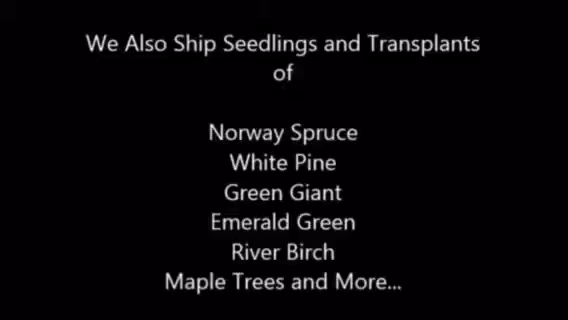 We Also Ship Seedlings and Transplants
of
Norway Spruce
White Pine
Green Giant
Emerald Green
River Birch
Maple Trees and More...